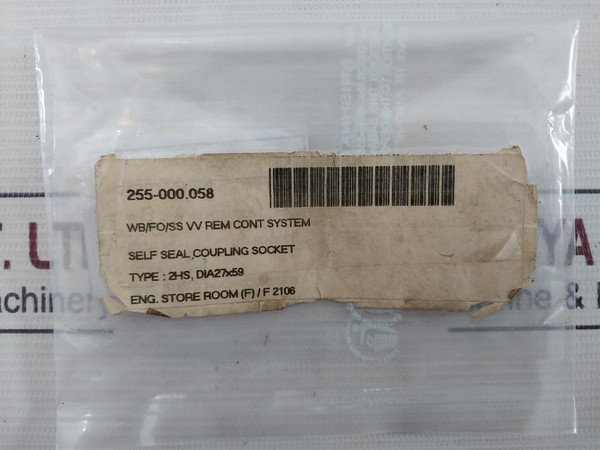 255-000.058
WB/FO/SS VV REM CONT SYSTEM
SELF SEAL,COUPLING SOCKET
TYPE : 2HS, DIA27x59
ENG. STORE ROOM (F) / F 2106